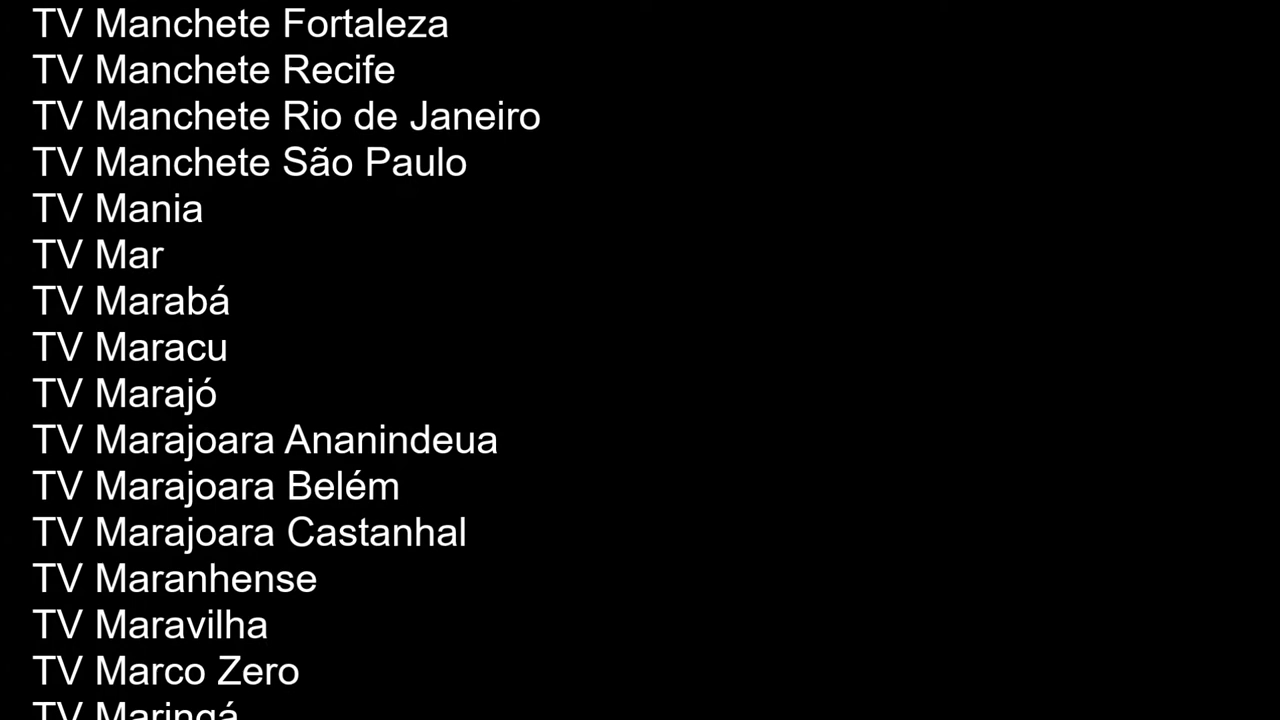 TV Manchete Fortaleza
TV Manchete Recife
TV Manchete Rio de Janeiro
TV Manchete São Paulo
TV Mania
TV Mar
TV Marabá
TV Maracu
TV Marajó
TV Marajoara Ananindeua
TV Marajoara Belém
TV Marajoara Castanhal
TV Maranhense
TV Maravilha
TV Marco Zero
TV Maringá